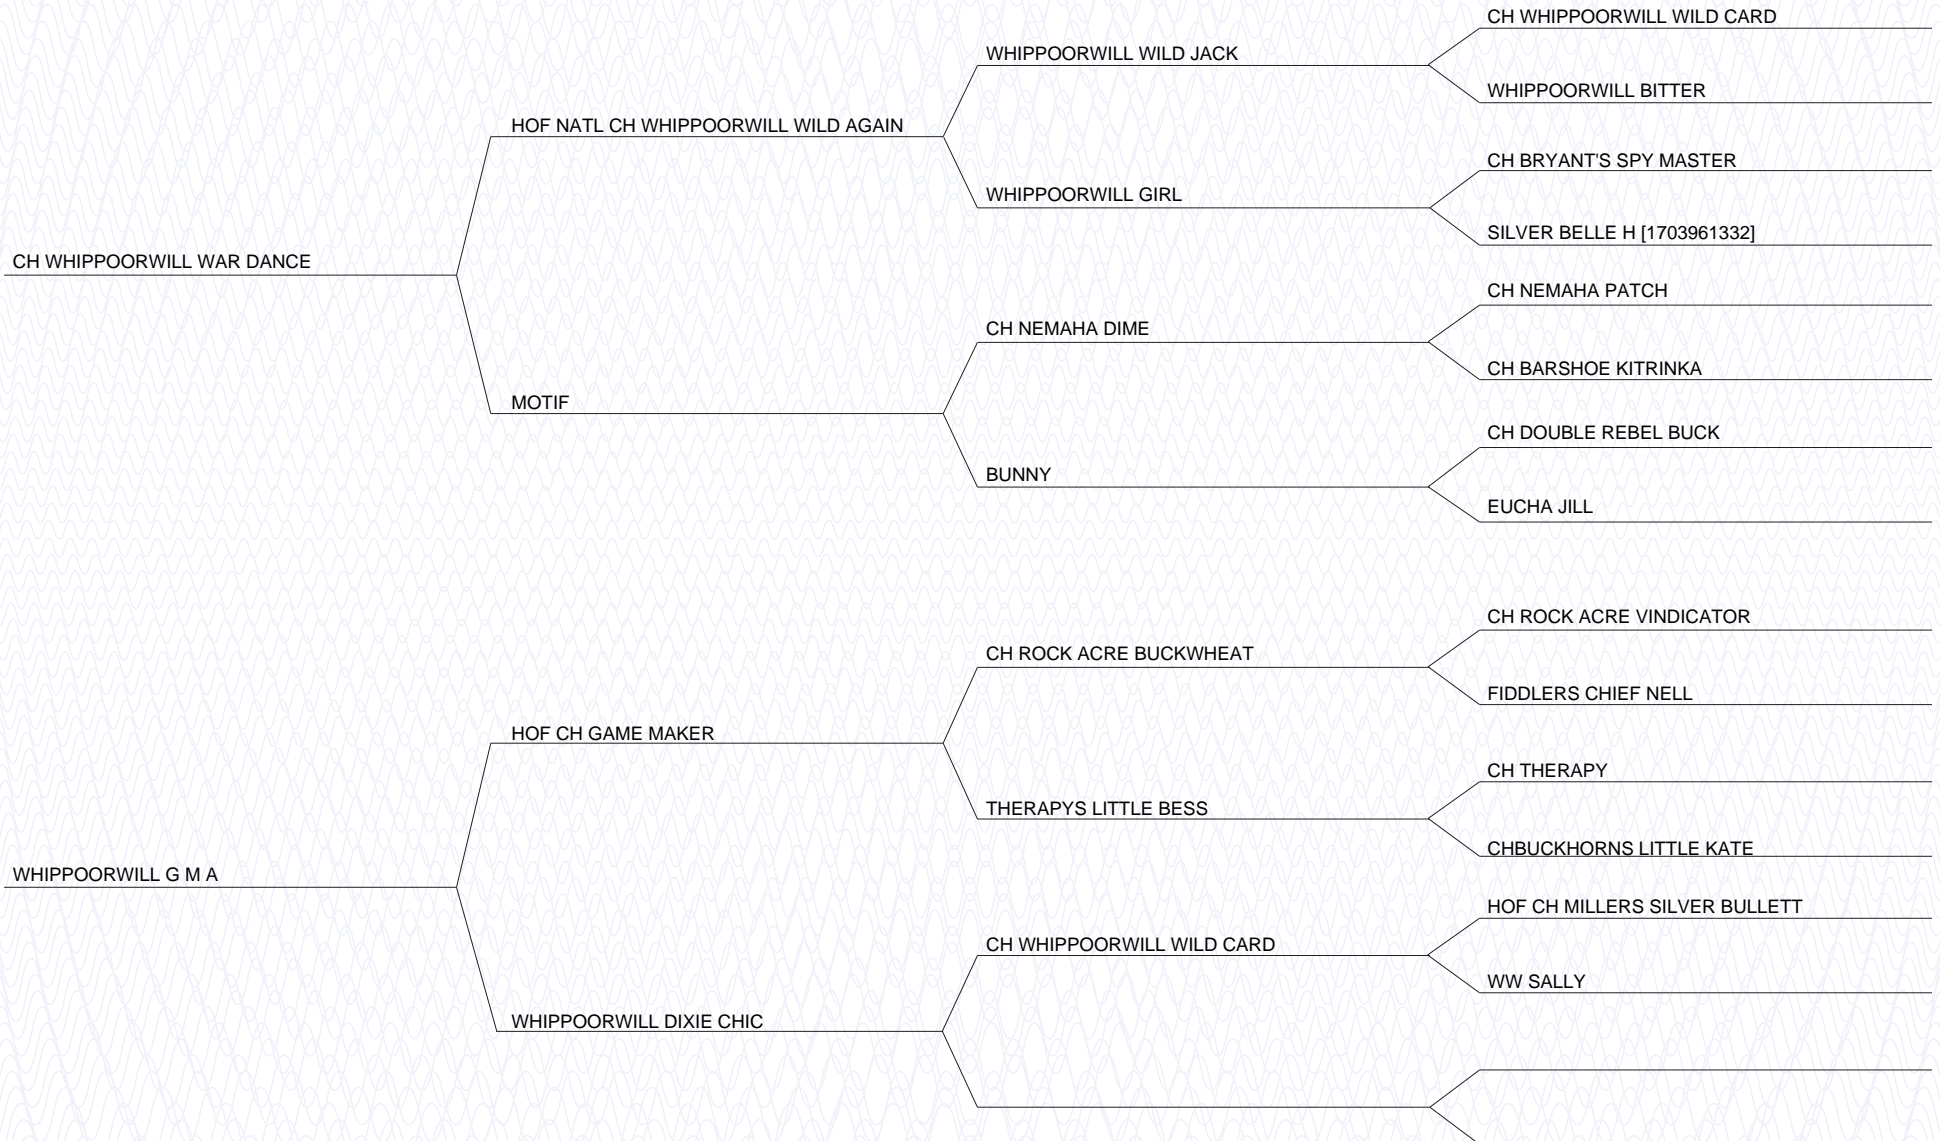 CH WHIPPOORWILL WILD CARD
WHIPPOORWILL WILD JACK
WHIPPOORWILL BITTER
HOF NATL CH WHIPPOORWILL WILD AGAIN
CH BRYANT'S SPY MASTER
WHIPPOORWILL GIRL
SILVER BELLE H [1703961332]
CH WHIPPOORWILL WAR DANCE
CH NEMAHA PATCH
CH NEMAHA DIME
CH BARSHOE KITRINKA
MOTIF
CH DOUBLE REBEL BUCK
BUNNY
EUCHA JILL
CH ROCK ACRE VINDICATOR
CH ROCK ACRE BUCKWHEAT
FIDDLERS CHIEF NELL
HOF CH GAME MAKER
CH THERAPY
THERAPYS LITTLE BESS
CHBUCKHORNS LITTLE KATE
WHIPPOORWILL G M A
HOF CH MILLERS SILVER BULLETT
CH WHIPPOORWILL WILD CARD
WW SALLY
WHIPPOORWILL DIXIE CHIC